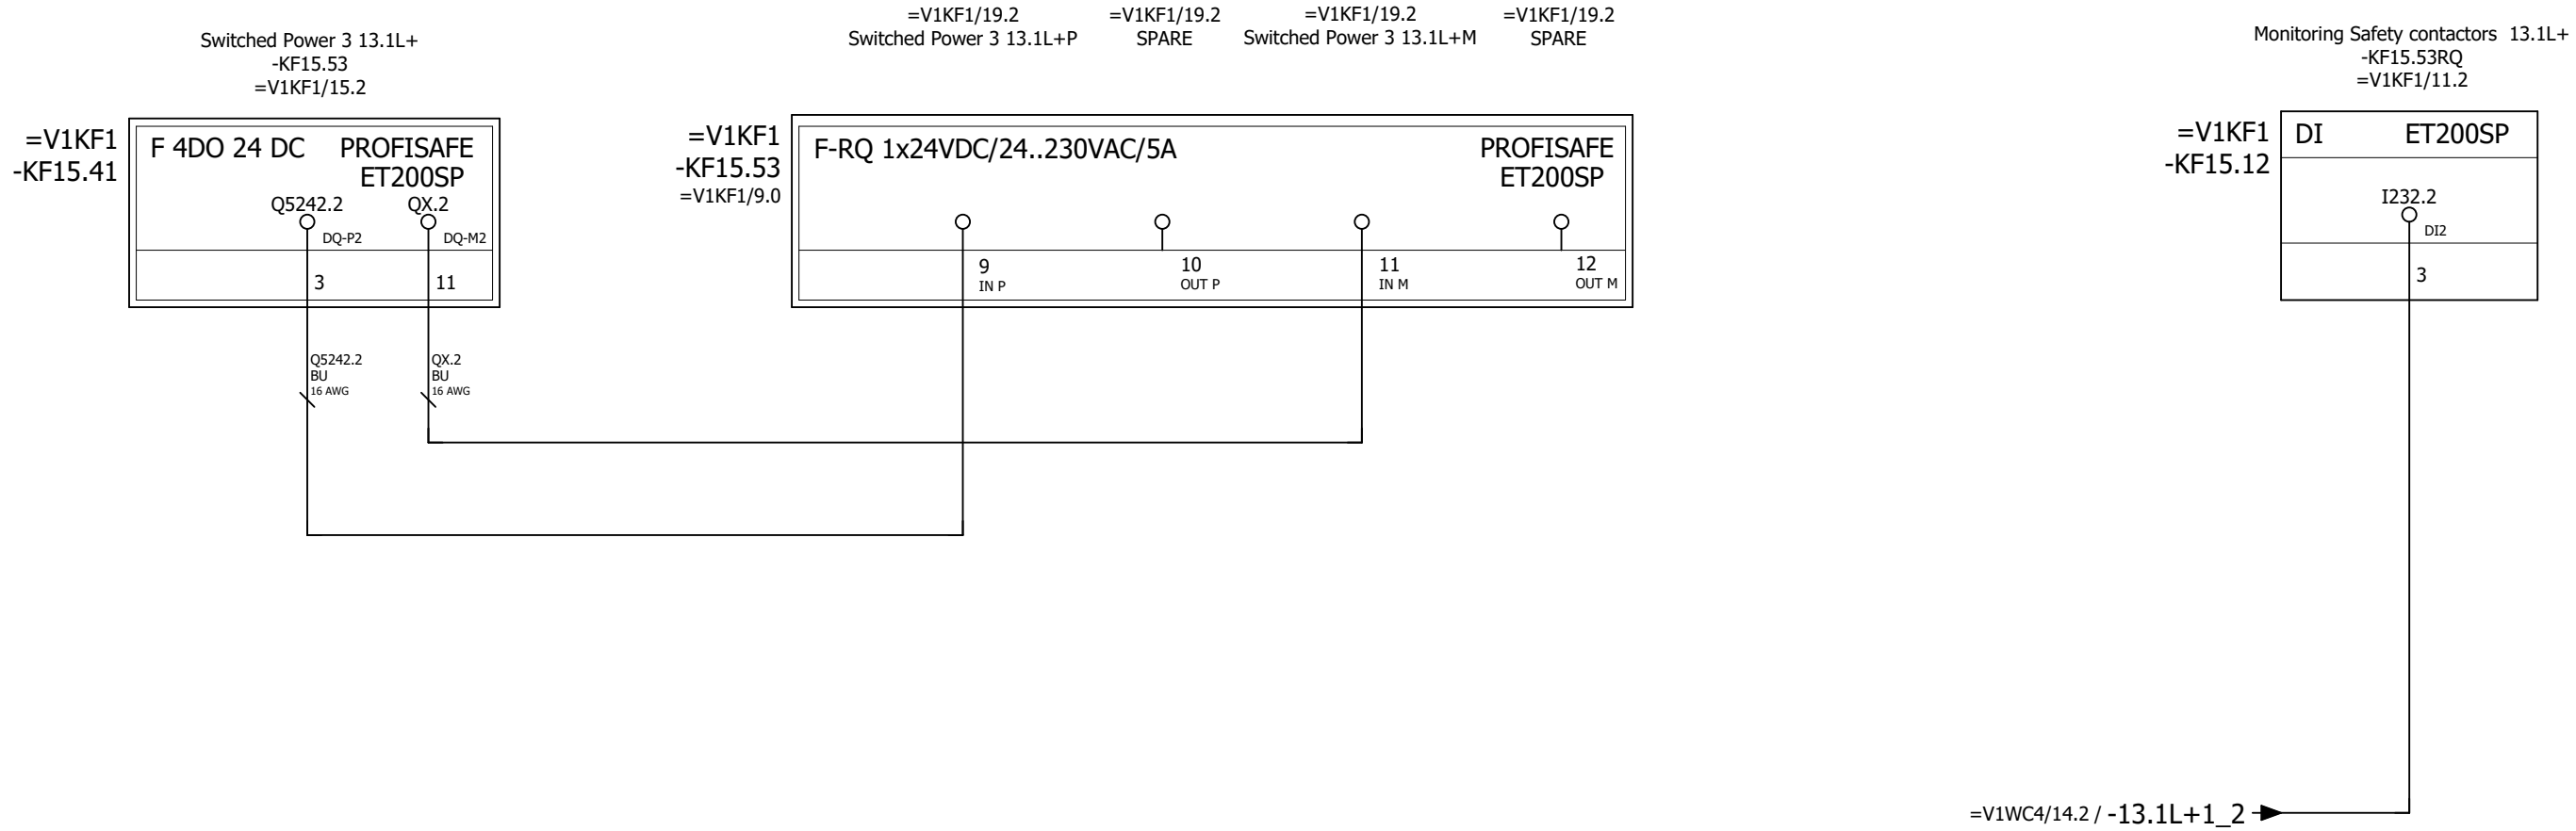 Switched Power 3 13.1L+
-KF15.53
=V1KF1/15.2
=V1KF1
-KF15.41
F 4DO 24 DC
PROFISAFE
ET200SP
Q5242.2
QX.2
DQ-P2
DQ-M2
3
11
Q5242.2
BU
16 AWG
QX.2
BU
16 AWG
=V1KF1/19.2
Switched Power 3 13.1L+P
=V1KF1/19.2
SPARE
=V1KF1/19.2
Switched Power 3 13.1L+M
=V1KF1/19.2
SPARE
=V1KF1
-KF15.53
=V1KF1/9.0
F-RQ 1x24VDC/24..230VAC/5A
PROFISAFE
ET200SP
9
IN P
10
OUT P
11
IN M
12
OUT M
Monitoring Safety contactors  13.1L+
-KF15.53RQ
=V1KF1/11.2
=V1KF1
-KF15.12
DI
ET200SP
I232.2
DI2
3
=V1WC4/14.2 / -13.1L+1_2